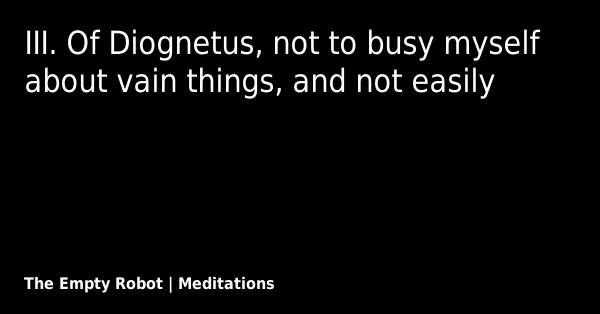 III. Of Diognetus, not to busy myself
about vain things, and not easily
The Empty Robot | Meditations